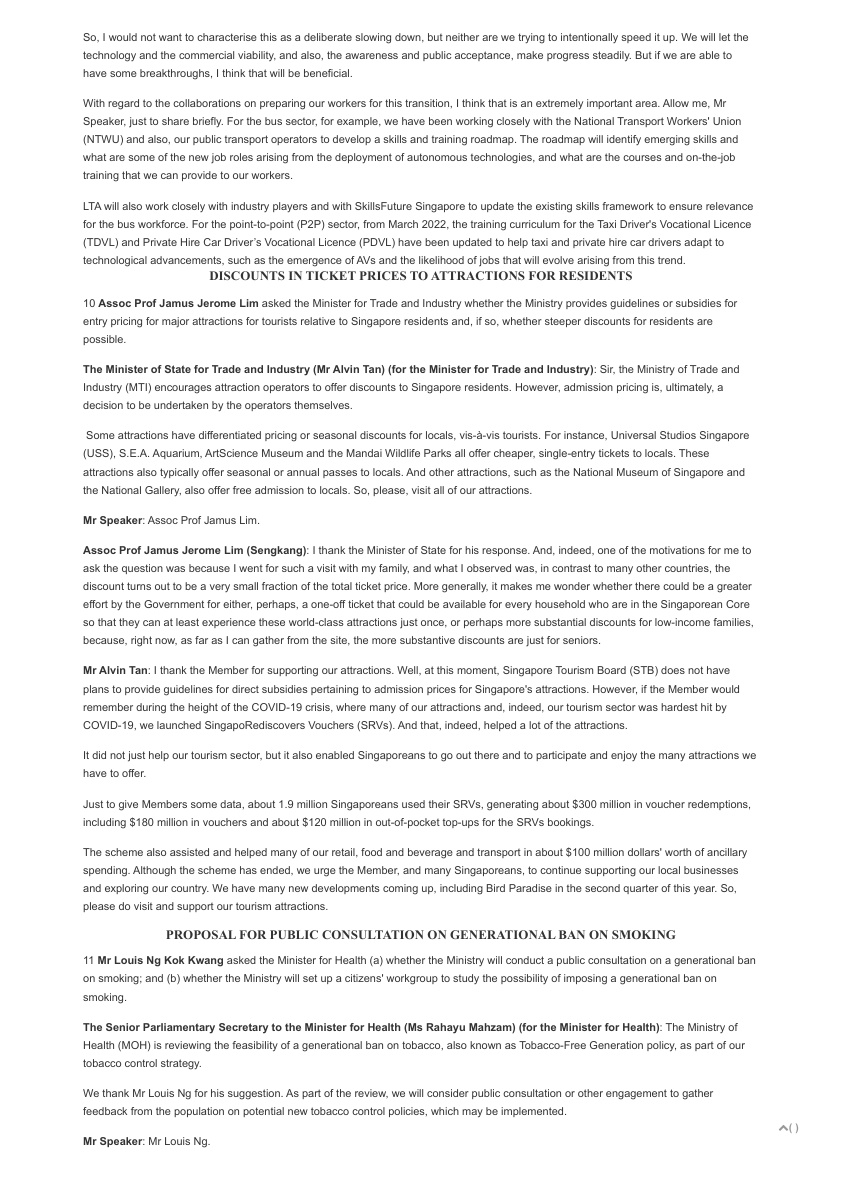 So, I would not want to characterise this as a deliberate slowing down, but neither are we trying to intentionally speed it up. We will let the
technology and the commercial viability, and also, the awareness and public acceptance, make progress steadily. But if we are able to
have some breakthroughs, I think that will be beneficial.
With regard to the collaborations on preparing our workers for this transition, I think that is an extremely important area. Allow me, Mr
Speaker, just to share briefly. For the bus sector, for example, we have been working closely with the National Transport Workers' Union
(NTWU) and also, our public transport operators to develop a skills and training roadmap. The roadmap will identify emerging skills and
what are some of the new job roles arising from the deployment of autonomous technologies, and what are the courses and on-the-job
training that we can provide to our workers.
LTA will also work closely with industry players and with SkillsFuture Singapore to update the existing skills framework to ensure relevance
for the bus workforce. For the point-to-point (P2P) sector, from March 2022, the training curriculum for the Taxi Driver's Vocational Licence
(TDVL) and Private Hire Car Driver’s Vocational Licence (PDVL) have been updated to help taxi and private hire car drivers adapt to
technological advancements, such as the emergence of AVs and the likelihood of jobs that will evolve arising from this trend.
DISCOUNTS IN TICKET PRICES TO ATTRACTIONS FOR RESIDENTS
10 Assoc Prof Jamus Jerome Lim asked the Minister for Trade and Industry whether the Ministry provides guidelines or subsidies for
entry pricing for major attractions for tourists relative to Singapore residents and, if so, whether steeper discounts for residents are
possible.
The Minister of State for Trade and Industry (Mr Alvin Tan) (for the Minister for Trade and Industry): Sir, the Ministry of Trade and
Industry (MTI) encourages attraction operators to offer discounts to Singapore residents. However, admission pricing is, ultimately, a
decision to be undertaken by the operators themselves.
Some attractions have differentiated pricing or seasonal discounts for locals, vis-à-vis tourists. For instance, Universal Studios Singapore
(USS), S.E.A. Aquarium, ArtScience Museum and the Mandai Wildlife Parks all offer cheaper, single-entry tickets to locals. These
attractions also typically offer seasonal or annual passes to locals. And other attractions, such as the National Museum of Singapore and
the National Gallery, also offer free admission to locals. So, please, visit all of our attractions.
Mr Speaker: Assoc Prof Jamus Lim.
Assoc Prof Jamus Jerome Lim (Sengkang): I thank the Minister of State for his response. And, indeed, one of the motivations for me to
ask the question was because I went for such a visit with my family, and what I observed was, in contrast to many other countries, the
discount turns out to be a very small fraction of the total ticket price. More generally, it makes me wonder whether there could be a greater
effort by the Government for either, perhaps, a one-off ticket that could be available for every household who are in the Singaporean Core
so that they can at least experience these world-class attractions just once, or perhaps more substantial discounts for low-income families,
because, right now, as far as I can gather from the site, the more substantive discounts are just for seniors.
Mr Alvin Tan: I thank the Member for supporting our attractions. Well, at this moment, Singapore Tourism Board (STB) does not have
plans to provide guidelines for direct subsidies pertaining to admission prices for Singapore's attractions. However, if the Member would
remember during the height of the COVID-19 crisis, where many of our attractions and, indeed, our tourism sector was hardest hit by
COVID-19, we launched SingapoRediscovers Vouchers (SRVs). And that, indeed, helped a lot of the attractions.
It did not just help our tourism sector, but it also enabled Singaporeans to go out there and to participate and enjoy the many attractions we
have to offer.
Just to give Members some data, about 1.9 million Singaporeans used their SRVs, generating about $300 million in voucher redemptions,
including $180 million in vouchers and about $120 million in out-of-pocket top-ups for the SRVs bookings.
The scheme also assisted and helped many of our retail, food and beverage and transport in about $100 million dollars' worth of ancillary
spending. Although the scheme has ended, we urge the Member, and many Singaporeans, to continue supporting our local businesses
and exploring our country. We have many new developments coming up, including Bird Paradise in the second quarter of this year. So,
please do visit and support our tourism attractions.
PROPOSAL FOR PUBLIC CONSULTATION ON GENERATIONAL BAN ON SMOKING
11 Mr Louis Ng Kok Kwang asked the Minister for Health (a) whether the Ministry will conduct a public consultation on a generational ban
on smoking; and (b) whether the Ministry will set up a citizens' workgroup to study the possibility of imposing a generational ban on
smoking.
The Senior Parliamentary Secretary to the Minister for Health (Ms Rahayu Mahzam) (for the Minister for Health): The Ministry of
Health (MOH) is reviewing the feasibility of a generational ban on tobacco, also known as Tobacco-Free Generation policy, as part of our
tobacco control strategy.
We thank Mr Louis Ng for his suggestion. As part of the review, we will consider public consultation or other engagement to gather
feedback from the population on potential new tobacco control policies, which may be implemented.
( )
Mr Speaker: Mr Louis Ng.